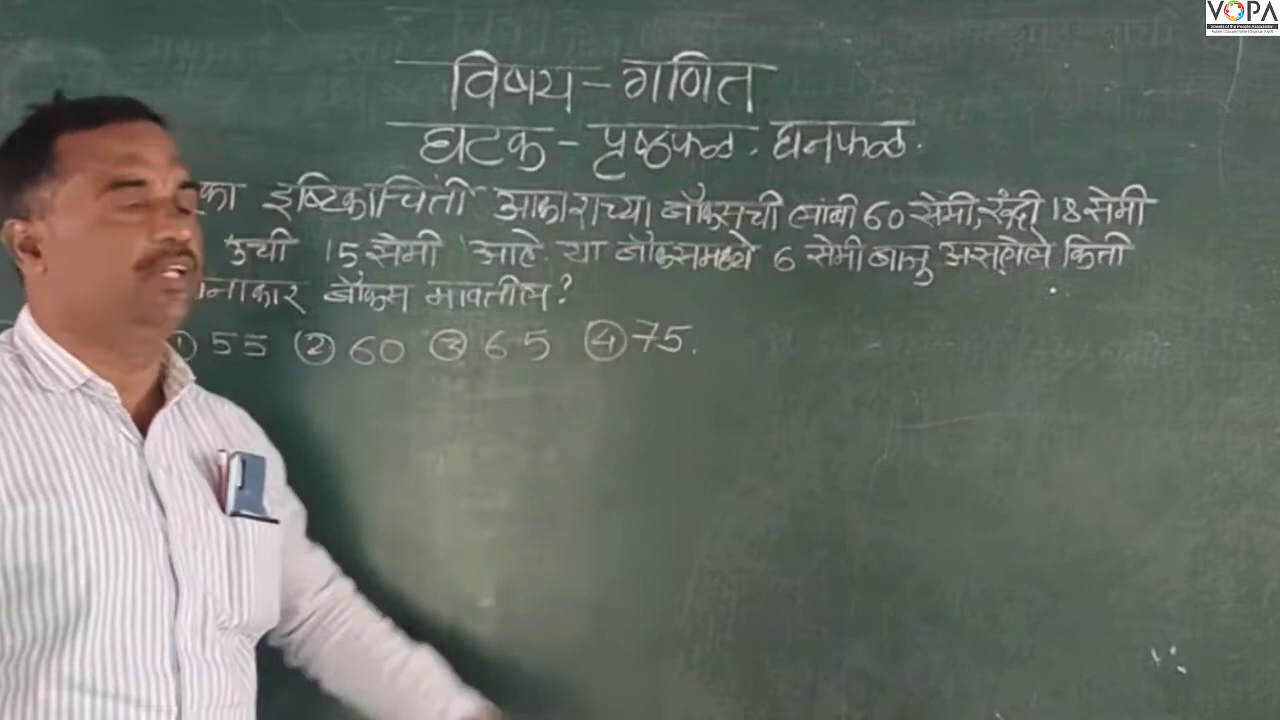 VOPA
विषय - गणित
घटक - पृष्ठफळ, घनफळ.
इष्टिकाचिती आकाराच्या बॉक्सची लांबी 60 सेमी, रुंदी 18 सेमी
उंची 15 सेमी आहे. या बॉक्समध्ये 6 सेमी बाजू असलेले किती
बॉक्स मावतील?
① 55 ② 60 ③ 65 ④ 75.